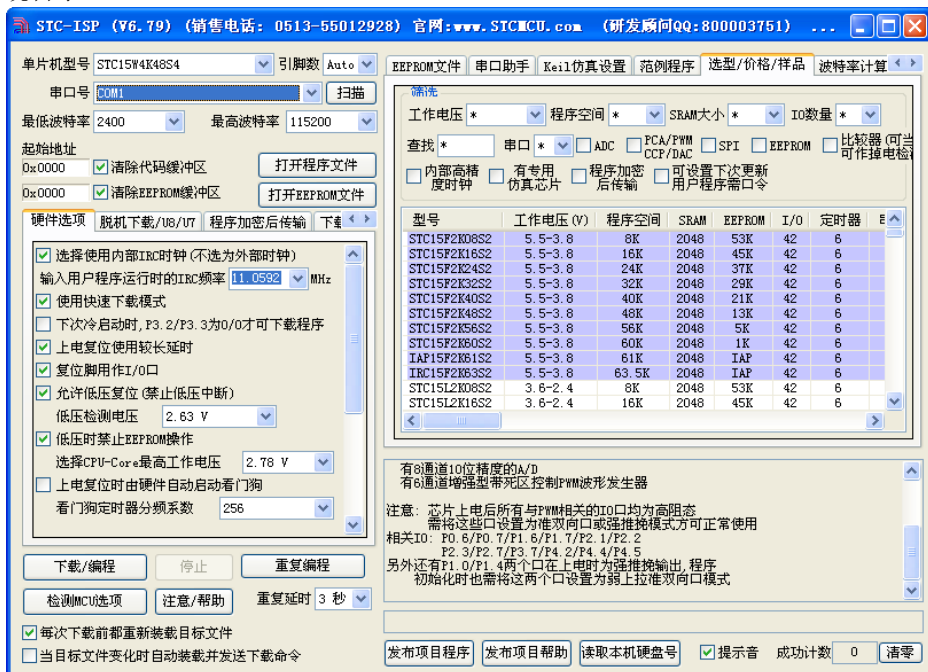 STC-ISP (V6.79) (销售电话: 0513-55012928) 官网:www.STCMCU.com (研发顾问QQ:800003751) ...
单片机型号 STC15W4K48S4 引脚数 Auto
串口号 COM1 扫描
最低波特率 2400 最高波特率 115200
起始地址
0x0000 清除代码缓冲区 打开程序文件
0x0000 清除EEPROM缓冲区 打开EEPROM文件
硬件选项 脱机下载/U8/U7 程序加密后传输
选择使用内部IRC时钟(不选为外部时钟)
输入用户程序运行时的IRC频率 11.0592 MHz
使用快速下载模式
下次冷启动时,P3.2/P3.3为0/0才可下载程序
上电复位使用较长延时
复位脚用作I/O口
允许低压复位(禁止低压中断)
低压检测电压 2.63 V
低压时禁止EEPROM操作
选择CPU-Core最高工作电压 2.78 V
上电复位时由硬件自动启动看门狗
看门狗定时器分频系数 256
下载/编程 停止 重复编程
检测MCU选项 注意/帮助 重复延时 3 秒
每次下载前都重新装载目标文件
当目标文件变化时自动装载并发送下载命令
EEPROM文件 串口助手 Keil仿真设置 范例程序 选型/价格/样品 波特率计算
筛选
工作电压 * 程序空间 * SRAM大小 * IO数量 *
查找 * 串口 * ADC PCA/PWM CCP/DAC SPI EEPROM 比较器(可当 可作掉电检
内部高精度时钟 有专用仿真芯片 程序加密后传输 可设置下次更新用户程序需口令
型号 工作电压(V) 程序空间 SRAM EEPROM I/O 定时器
STC15F2K08S2 5.5-3.8 8K 2048 53K 42 6
STC15F2K16S2 5.5-3.8 16K 2048 45K 42 6
STC15F2K24S2 5.5-3.8 24K 2048 37K 42 6
STC15F2K32S2 5.5-3.8 32K 2048 29K 42 6
STC15F2K40S2 5.5-3.8 40K 2048 21K 42 6
STC15F2K48S2 5.5-3.8 48K 2048 13K 42 6
STC15F2K56S2 5.5-3.8 56K 2048 5K 42 6
STC15F2K60S2 5.5-3.8 60K 2048 1K 42 6
IAP15F2K61S2 5.5-3.8 61K 2048 IAP 42 6
IRC15F2K63S2 5.5-3.8 63.5K 2048 IAP 42 6
STC15L2K08S2 3.6-2.4 8K 2048 53K 42 6
STC15L2K16S2 3.6-2.4 16K 2048 45K 42 6
有8通道10位精度的A/D
有6通道增强型带死区控制PWM波形发生器
注意: 芯片上电后所有与PWM相关的IO口均为高阻态
需将这些口设置为准双向口或强推挽模式方可正常使用
相关IO: P0.6/P0.7/P1.6/P1.7/P2.1/P2.2
P2.3/P2.7/P3.7/P4.2/P4.4/P4.5
另外还有P1.0/P1.4两个口在上电时为强推挽输出,程序
初始化时也需将这两个口设置为弱上拉准双向口模式
发布项目程序 发布项目帮助 读取本机硬盘号 提示音 成功计数 0 清零